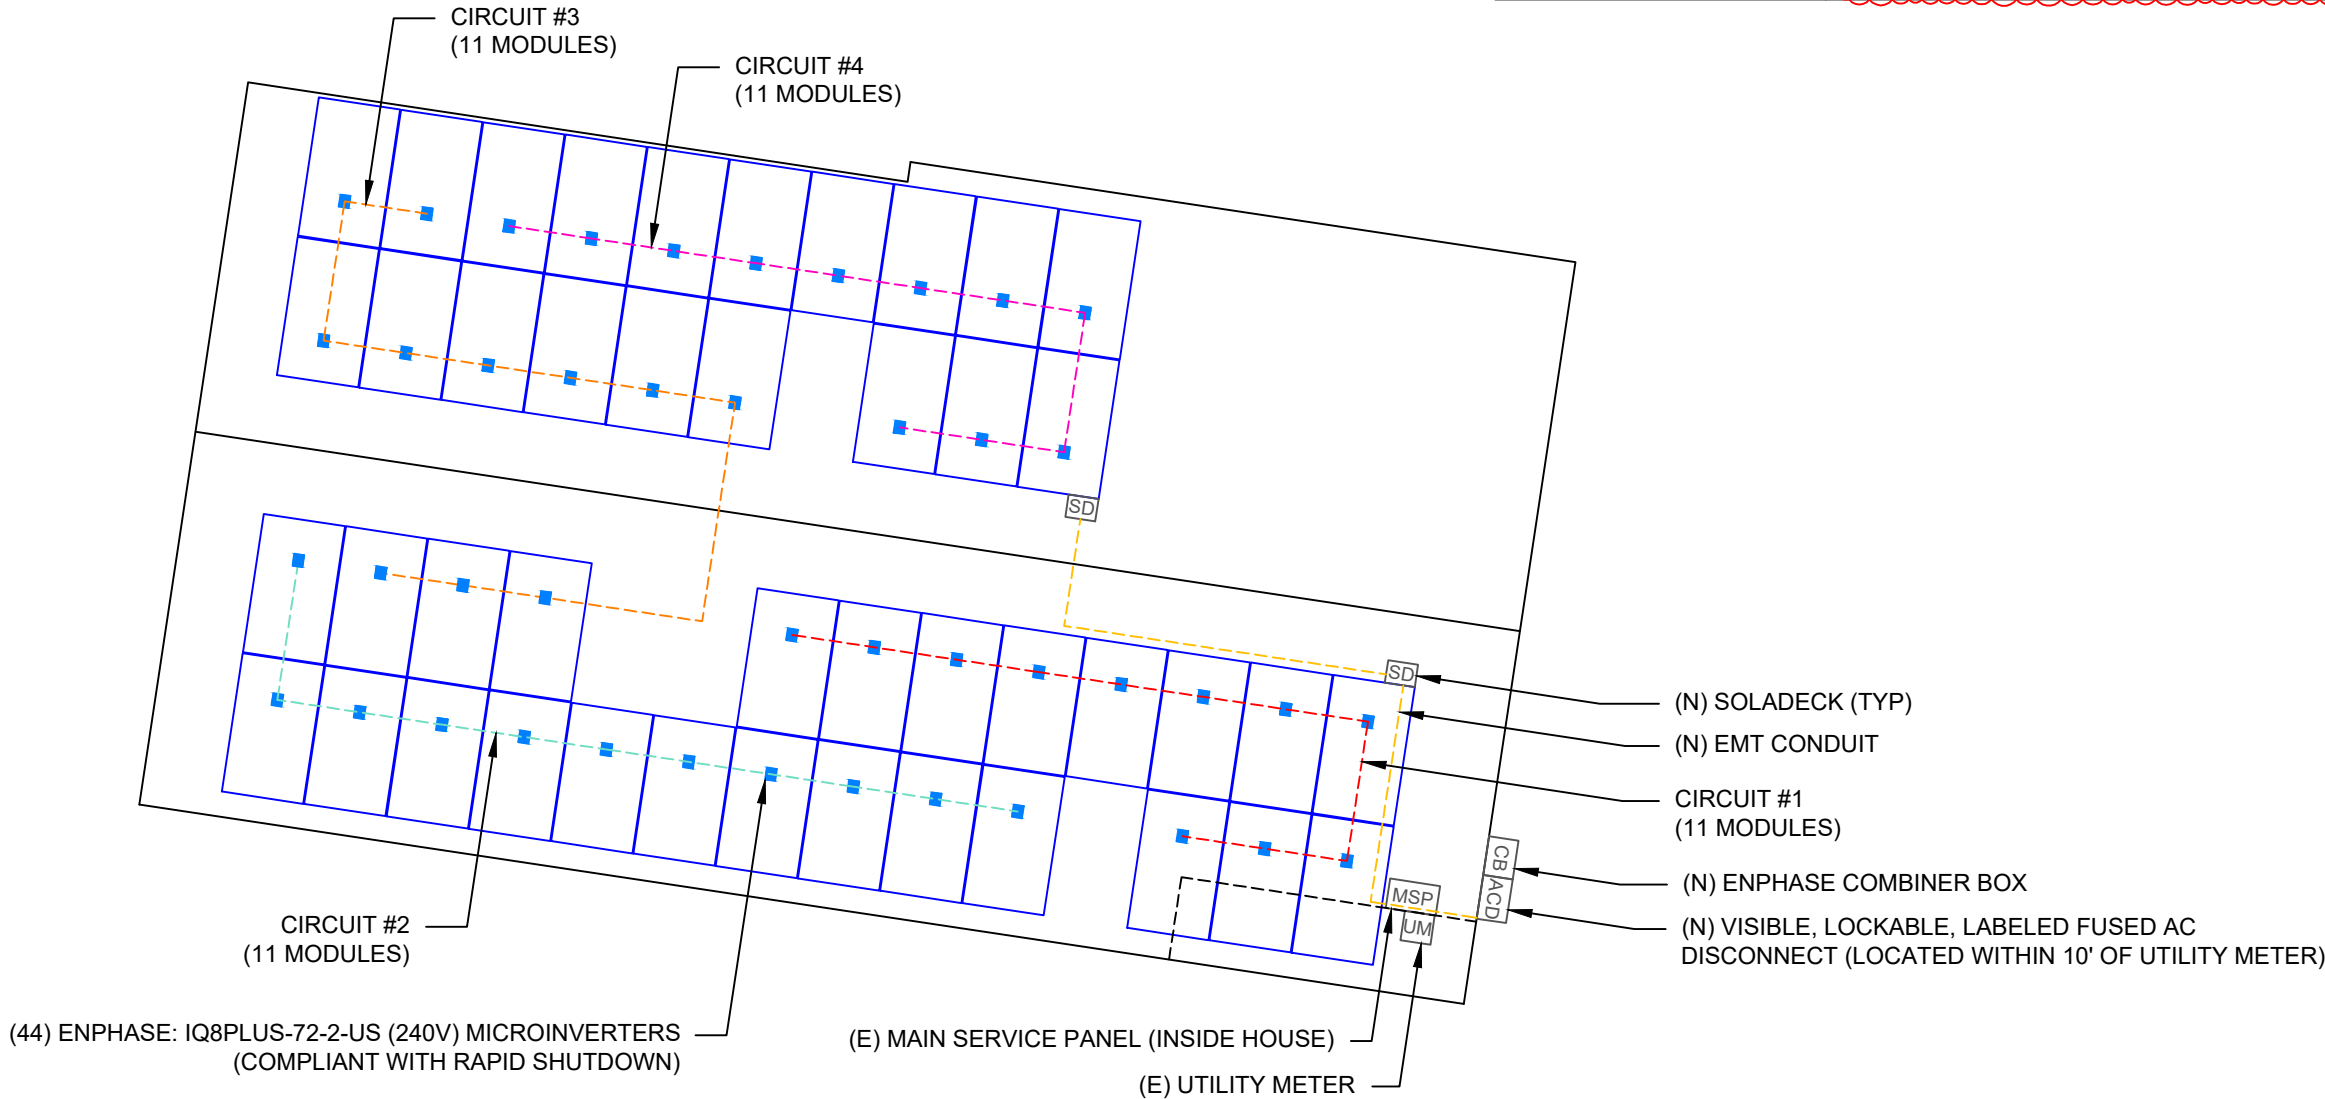 CIRCUIT #3
(11 MODULES)
CIRCUIT #4
(11 MODULES)
SD
SD
(N) SOLADECK (TYP)
(N) EMT CONDUIT
CIRCUIT #1
(11 MODULES)
CB
ACD
(N) ENPHASE COMBINER BOX
MSP
UM
(N) VISIBLE, LOCKABLE, LABELED FUSED AC
DISCONNECT (LOCATED WITHIN 10' OF UTILITY METER)
CIRCUIT #2
(11 MODULES)
(44) ENPHASE: IQ8PLUS-72-2-US (240V) MICROINVERTERS
(COMPLIANT WITH RAPID SHUTDOWN)
(E) MAIN SERVICE PANEL (INSIDE HOUSE)
(E) UTILITY METER